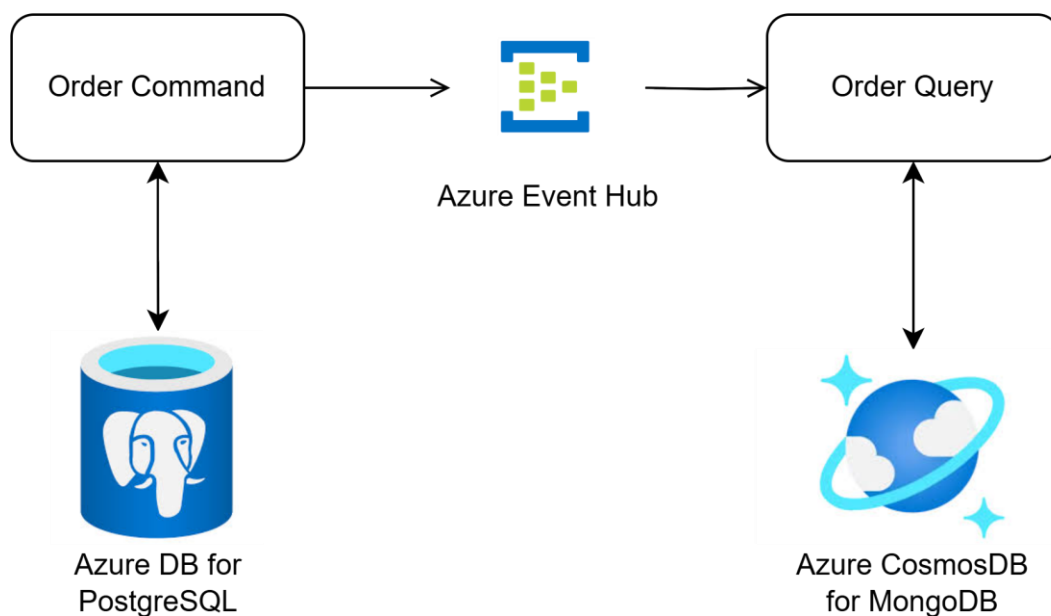 Order Command
Order Query
Azure Event Hub
Azure DB for
PostgreSQL
Azure CosmosDB
for MongoDB